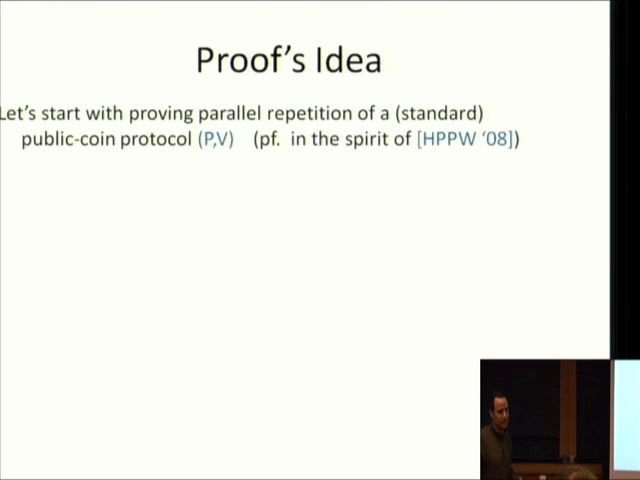 Proof's Idea
Let's start with proving parallel repetition of a (standard)
public-coin protocol (P,V) (pf. in the spirit of [HPPW '08])